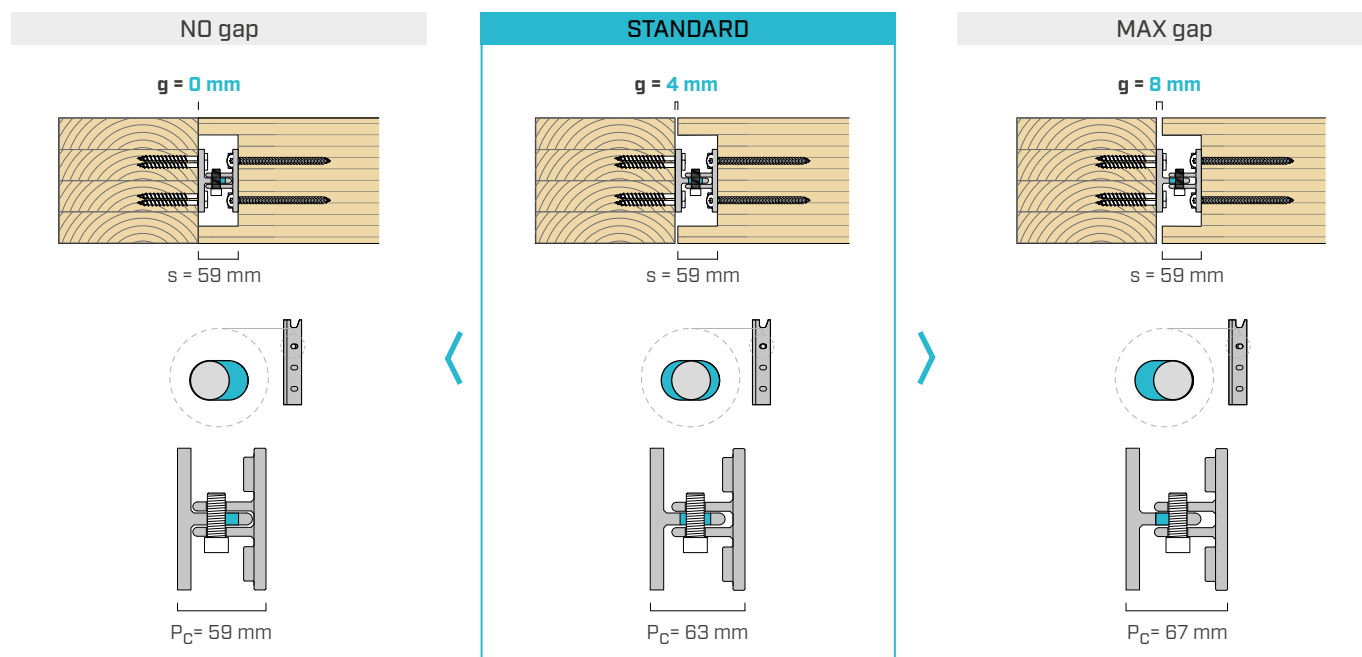 NO gap
STANDARD
MAX gap
g = 0 mm
g = 4 mm
g = 8 mm
s = 59 mm
s = 59 mm
s = 59 mm
PC= 59 mm
PC= 63 mm
PC= 67 mm